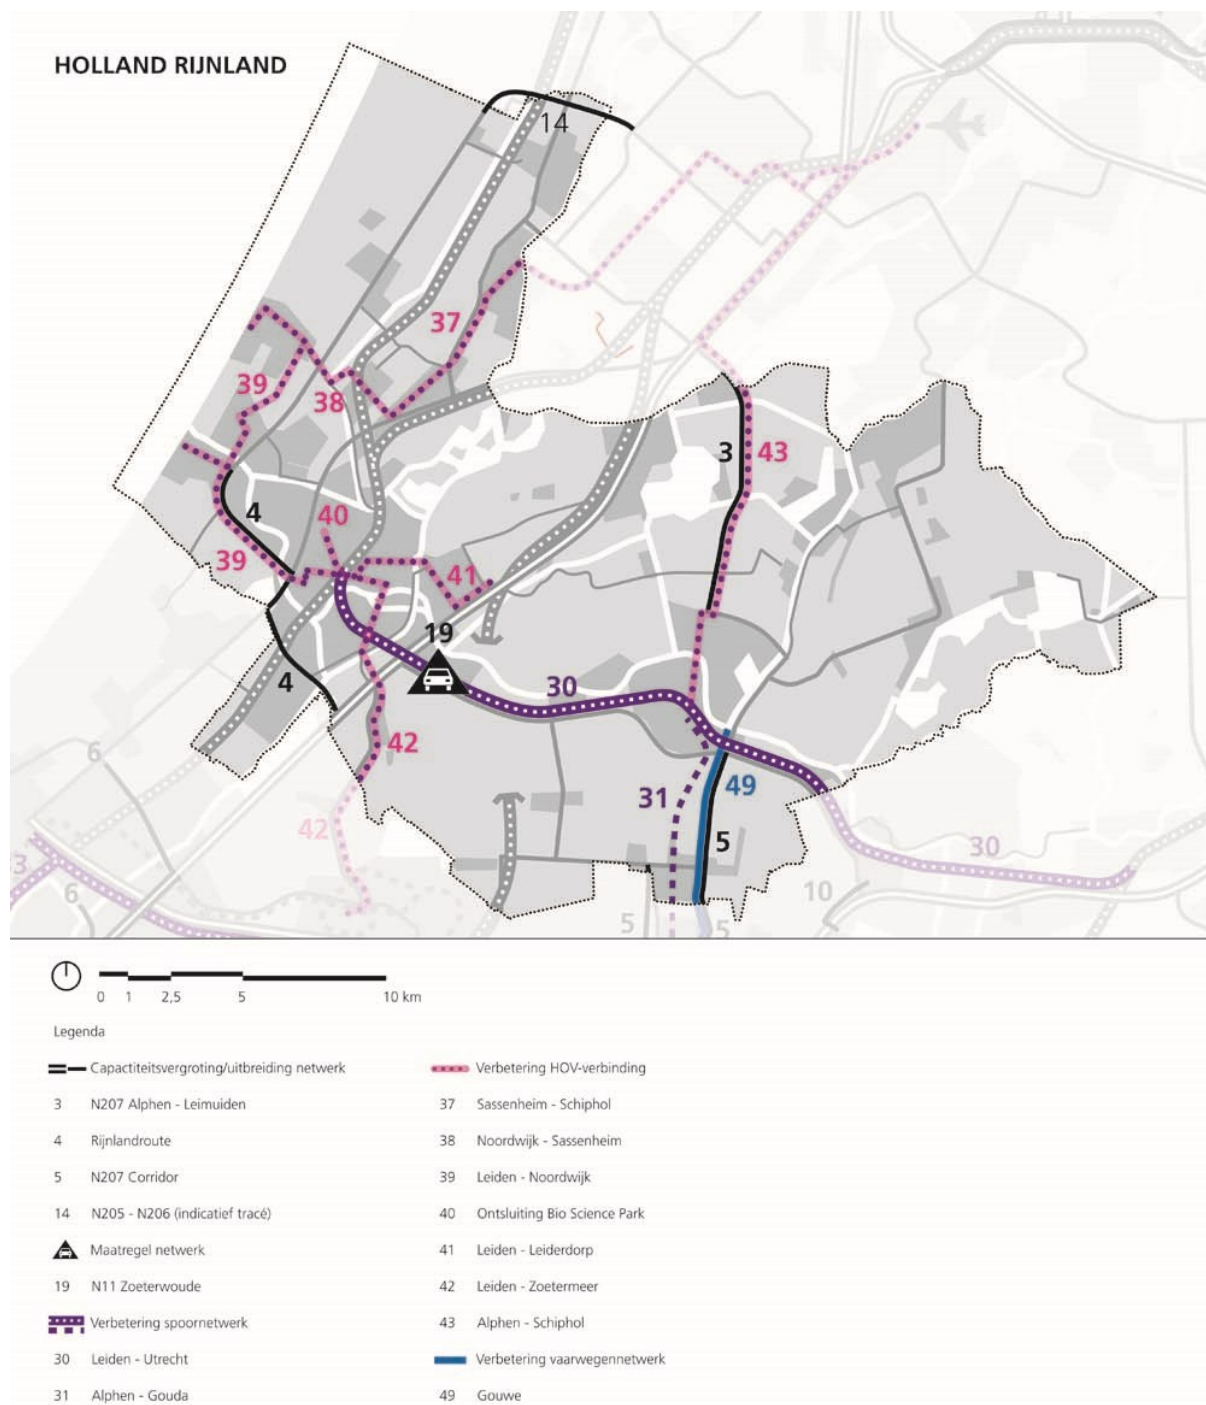 HOLLAND RIJNLAND
14
37
39
38
3
43
4
40
39
41
19
4
30
42
6
49
31
42
5
3
30
6
10
5
5
0 1 2,5 5 10 km
Legenda
Capactiteitsvergroting/uitbreiding netwerk
3 N207 Alphen - Leimuiden
4 Rijnlandroute
5 N207 Corridor
14 N205 - N206 (indicatief tracé)
Maatregel netwerk
19 N11 Zoeterwoude
Verbetering spoornetwerk
30 Leiden - Utrecht
31 Alphen - Gouda
Verbetering HOV-verbinding
37 Sassenheim - Schiphol
38 Noordwijk - Sassenheim
39 Leiden - Noordwijk
40 Ontsluiting Bio Science Park
41 Leiden - Leiderdorp
42 Leiden - Zoetermeer
43 Alphen - Schiphol
Verbetering vaarwegennetwerk
49 Gouwe